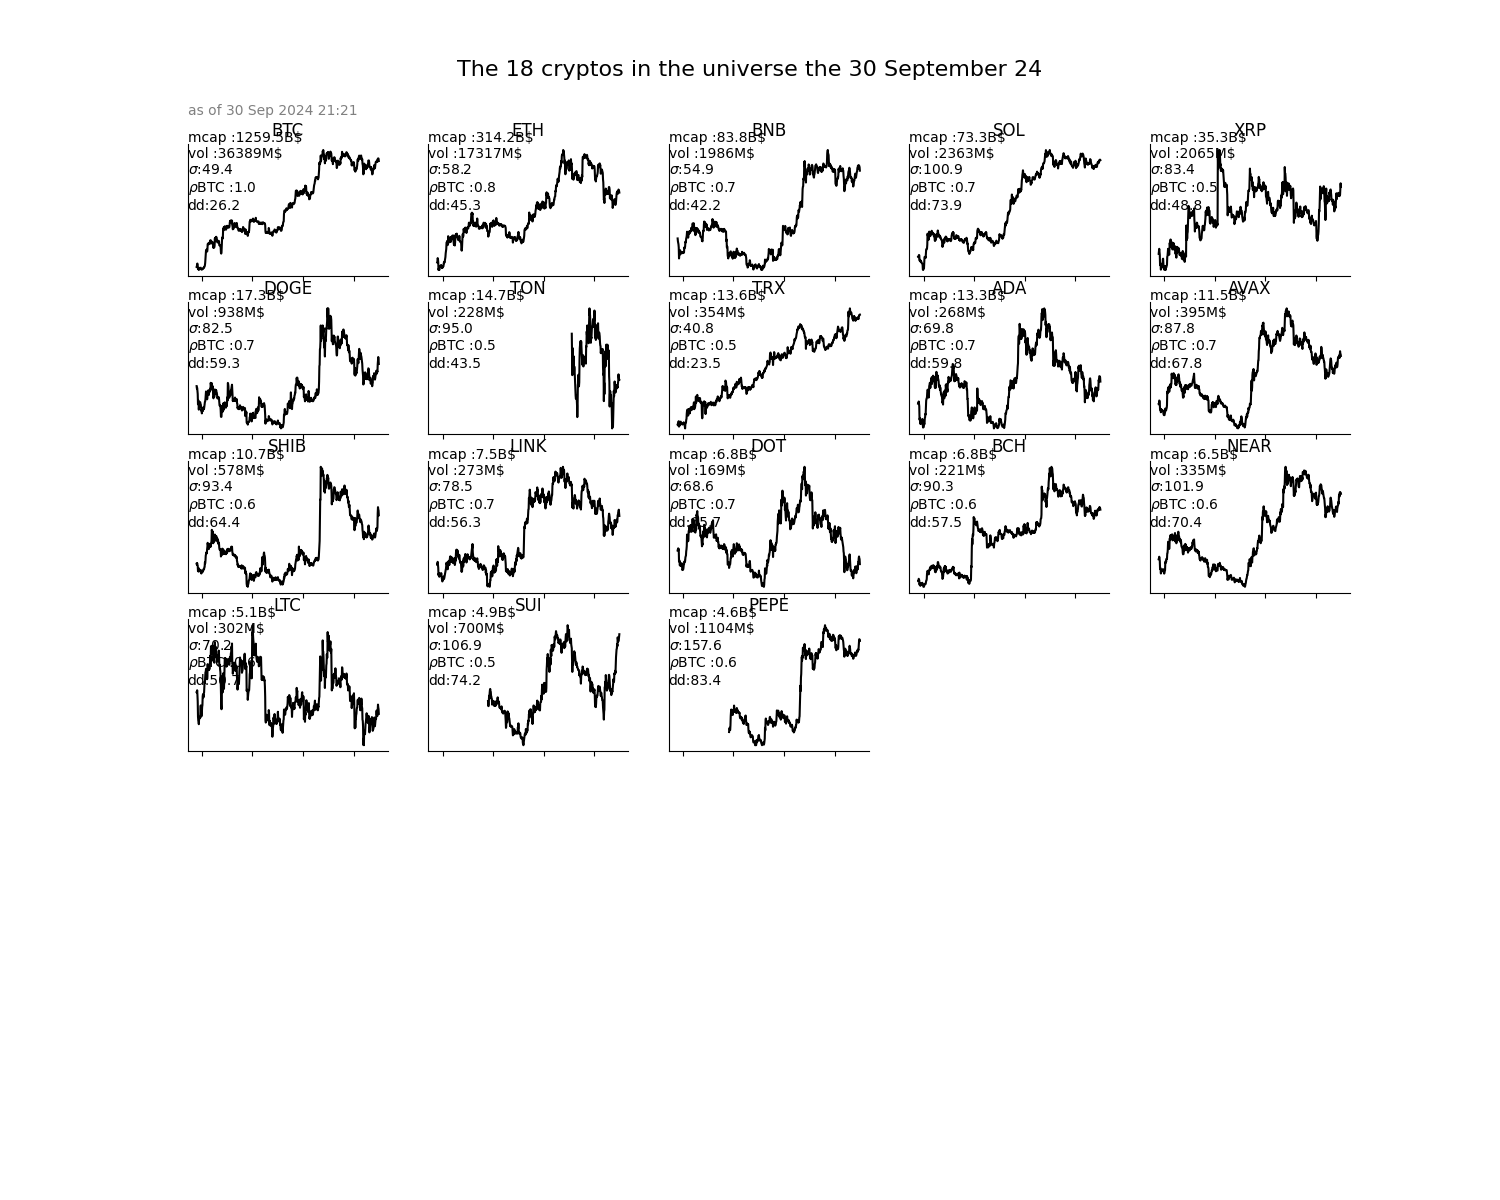 The 18 cryptos in the universe the 30 September 24
as of 30 Sep 2024 21:21
BTC
mcap :1259.5B$
vol :36389M$
σ:49.4
ρBTC :1.0
dd:26.2
ETH
mcap :314.2B$
vol :17317M$
σ:58.2
ρBTC :0.8
dd:45.3
BNB
mcap :83.8B$
vol :1986M$
σ:54.9
ρBTC :0.7
dd:42.2
SOL
mcap :73.3B$
vol :2363M$
σ:100.9
ρBTC :0.7
dd:73.9
XRP
mcap :35.3B$
vol :2065M$
σ:83.4
ρBTC :0.5
dd:48.8
DOGE
mcap :17.3B$
vol :938M$
σ:82.5
ρBTC :0.7
dd:59.3
TON
mcap :14.7B$
vol :228M$
σ:95.0
ρBTC :0.5
dd:43.5
TRX
mcap :13.6B$
vol :354M$
σ:40.8
ρBTC :0.5
dd:23.5
ADA
mcap :13.3B$
vol :268M$
σ:69.8
ρBTC :0.7
dd:59.8
AVAX
mcap :11.5B$
vol :395M$
σ:87.8
ρBTC :0.7
dd:67.8
SHIB
mcap :10.7B$
vol :578M$
σ:93.4
ρBTC :0.6
dd:64.4
LINK
mcap :7.5B$
vol :273M$
σ:78.5
ρBTC :0.7
dd:56.3
DOT
mcap :6.8B$
vol :169M$
σ:68.6
ρBTC :0.7
BCH
mcap :6.8B$
vol :221M$
σ:90.3
ρBTC :0.6
dd:57.5
NEAR
mcap :6.5B$
vol :335M$
σ:101.9
ρBTC :0.6
dd:70.4
LTC
mcap :5.1B$
vol :302M$
σ:70.2
SUI
mcap :4.9B$
vol :700M$
σ:106.9
ρBTC :0.5
dd:74.2
PEPE
mcap :4.6B$
vol :1104M$
σ:157.6
ρBTC :0.6
dd:83.4